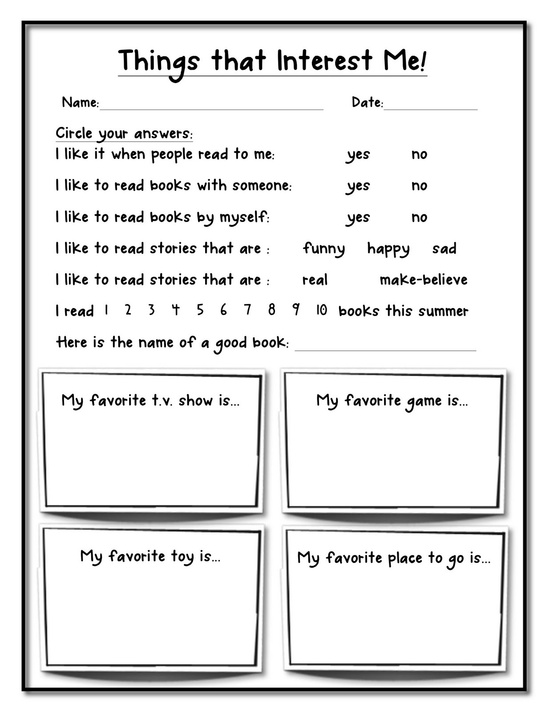 Things that Interest Me!
Name: Date:
Circle your answers:
I like it when people read to me: yes no
I like to read books with someone: yes no
I like to read books by myself: yes no
I like to read stories that are : funny happy sad
I like to read stories that are : real make-believe
I read 1 2 3 4 5 6 7 8 9 10 books this summer
Here is the name of a good book:
My favorite t.v. show is...
My favorite game is...
My favorite toy is...
My favorite place to go is...